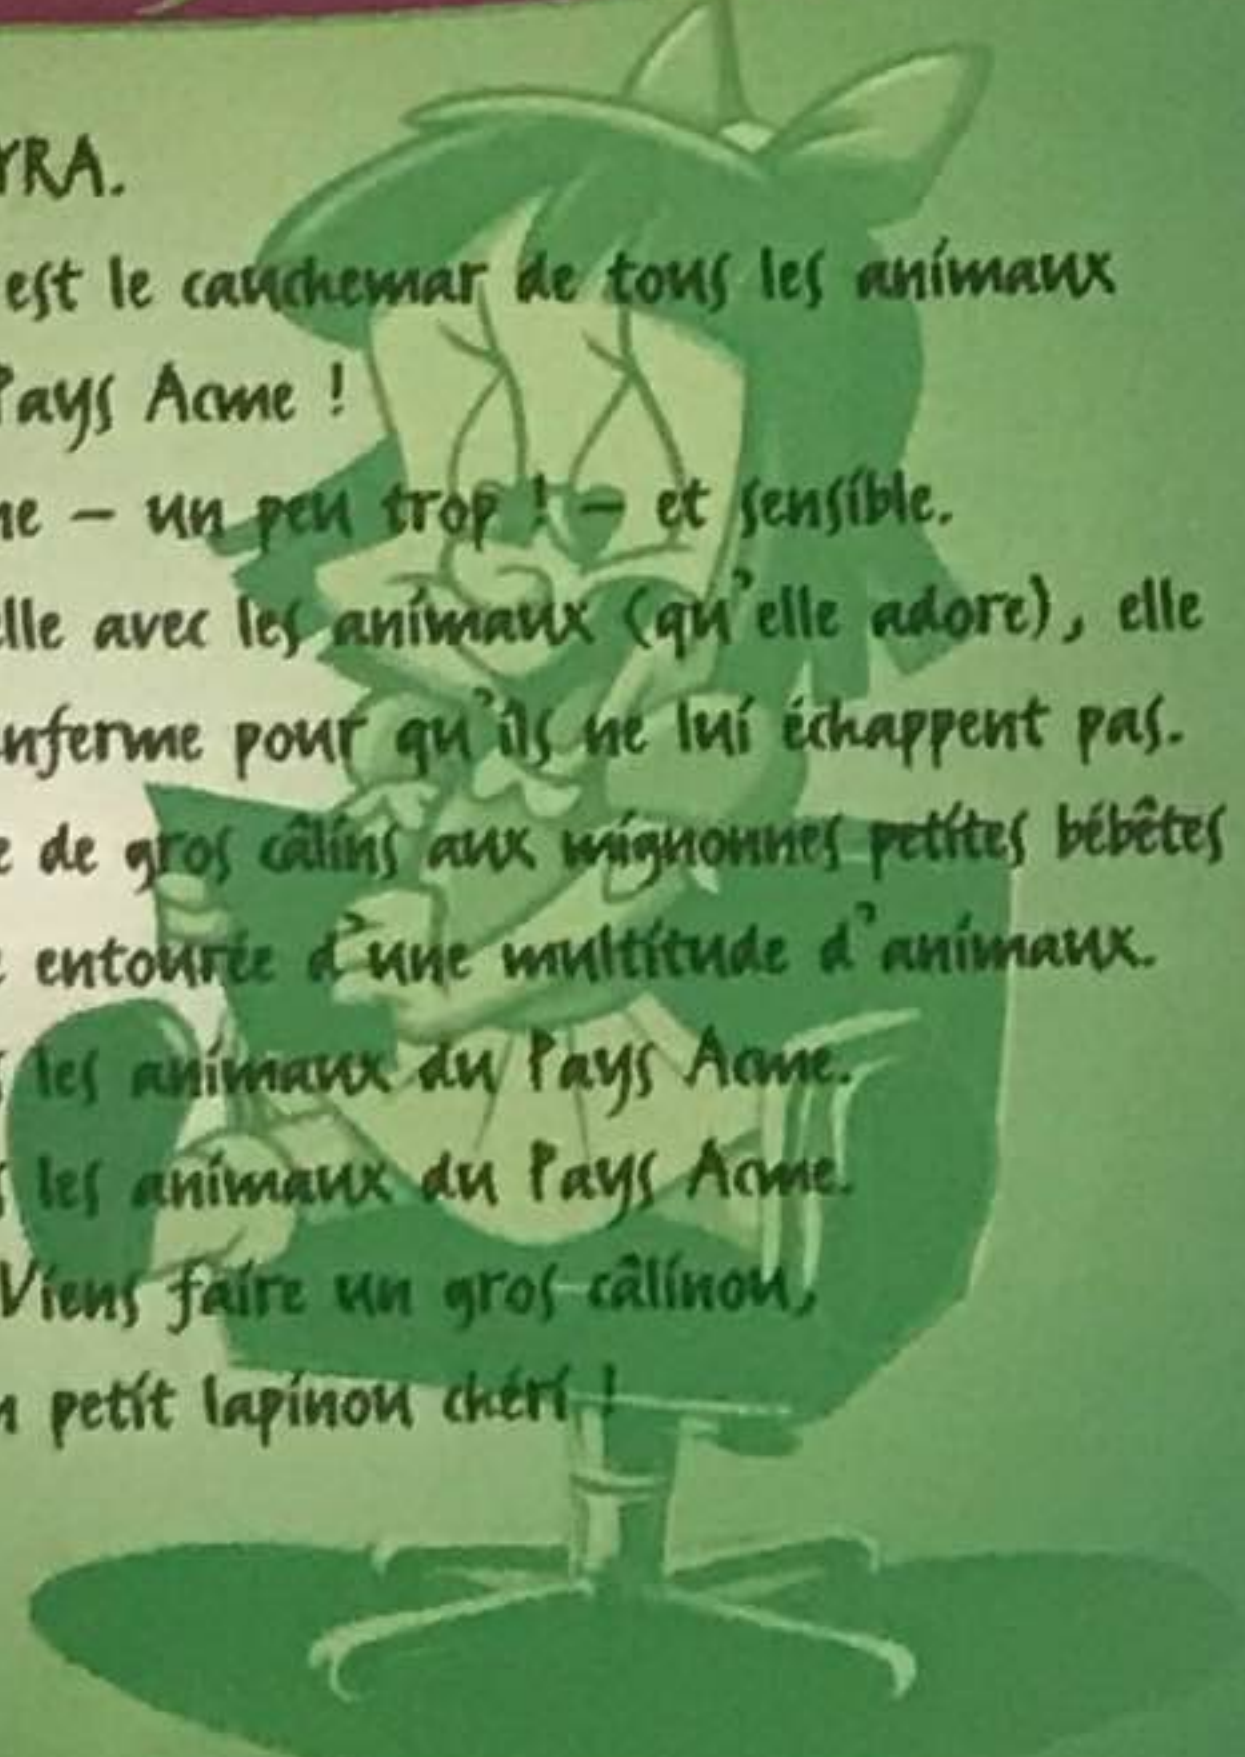 YRA.
est le cauchemar de tous les animaux
Pays Acme !
ne – un peu trop ! – et sensible.
elle avec les animaux (qu'elle adore), elle
nferme pour qu'ils ne lui échappent pas.
e de gros câlins aux mignonnes petites bébêtes
e entourée d'une multitude d'animaux.
s les animaux du Pays Acme.
s les animaux du Pays Acme.
Viens faire un gros câlinou,
n petit lapinou chéri !